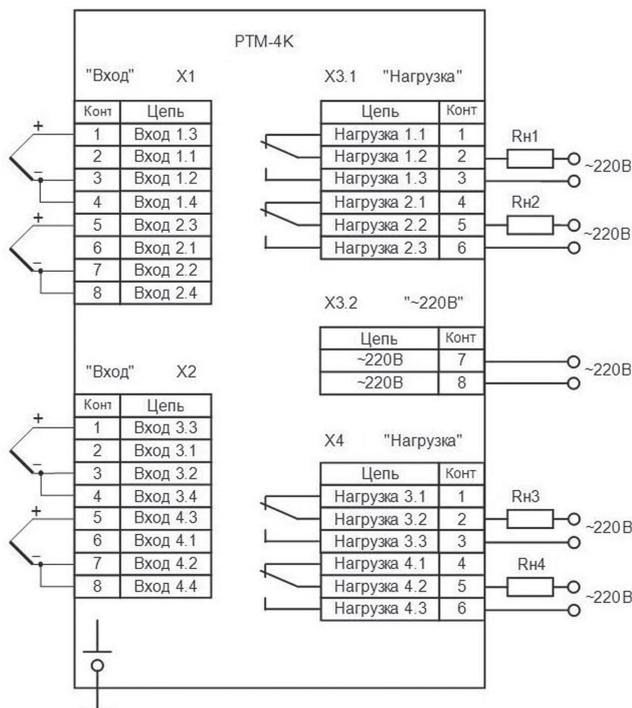 РТМ-4К
"Вход" X1
Конт Цепь
1 Вход 1.3
2 Вход 1.1
3 Вход 1.2
4 Вход 1.4
5 Вход 2.3
6 Вход 2.1
7 Вход 2.2
8 Вход 2.4
+
–
+
–
X3.1 "Нагрузка"
Цепь Конт
Нагрузка 1.1 1
Нагрузка 1.2 2
Нагрузка 1.3 3
Нагрузка 2.1 4
Нагрузка 2.2 5
Нагрузка 2.3 6
Rн1
~220В
Rн2
~220В
X3.2 "~220В"
Цепь Конт
~220В 7
~220В 8
~220В
"Вход" X2
Конт Цепь
1 Вход 3.3
2 Вход 3.1
3 Вход 3.2
4 Вход 3.4
5 Вход 4.3
6 Вход 4.1
7 Вход 4.2
8 Вход 4.4
+
–
+
–
X4 "Нагрузка"
Цепь Конт
Нагрузка 3.1 1
Нагрузка 3.2 2
Нагрузка 3.3 3
Нагрузка 4.1 4
Нагрузка 4.2 5
Нагрузка 4.3 6
Rн3
~220В
Rн4
~220В